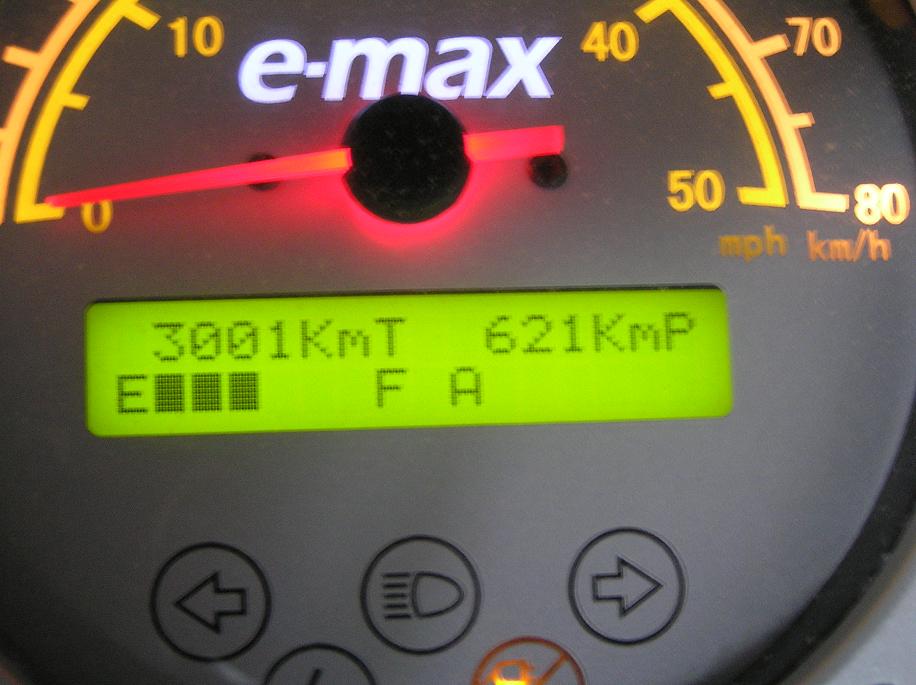 10 e-max 40 70
0 50 80
mph km/h
3001KmT 621KmP
E F A